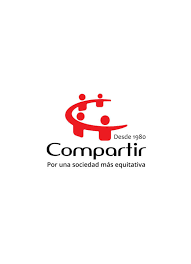 Desde 1980
Compartir
Por una sociedad más equitativa